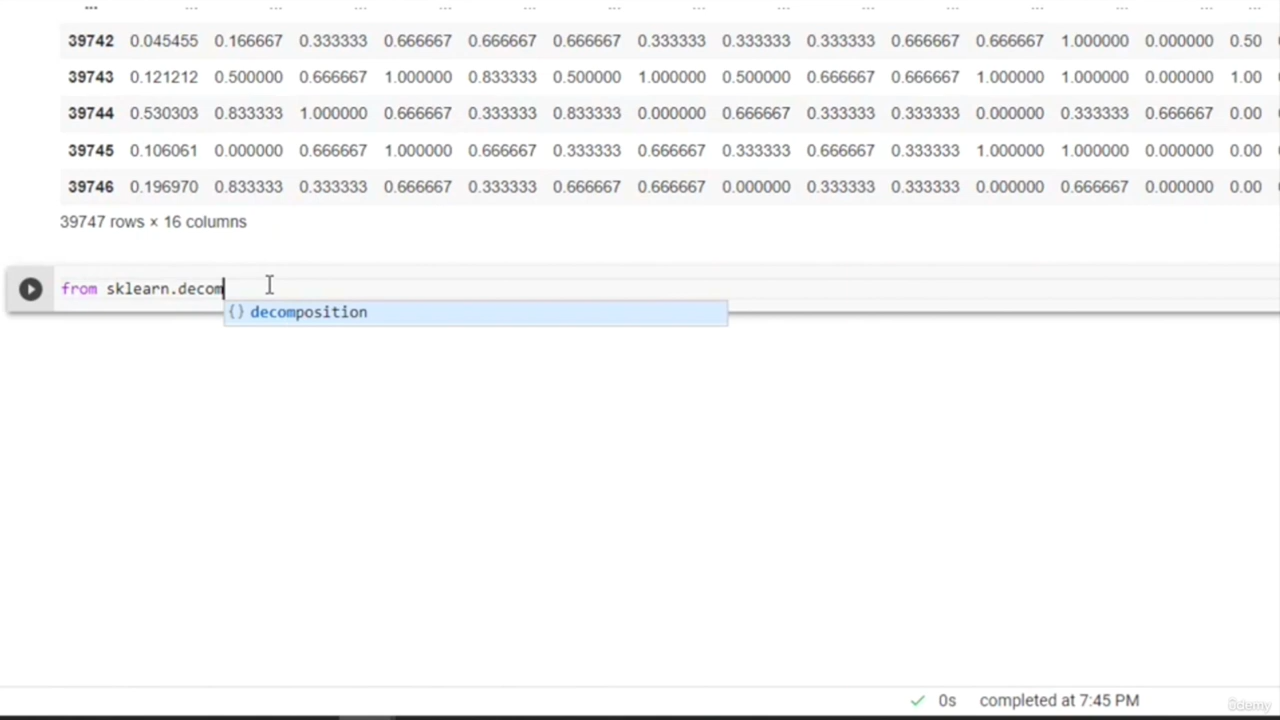 ... ... ... ... ... ... ... ... ... ... ... ... ... ... ...
39742 0.045455 0.166667 0.333333 0.666667 0.666667 0.666667 0.333333 0.333333 0.333333 0.666667 0.666667 1.000000 0.000000 0.50
39743 0.121212 0.500000 0.666667 1.000000 0.833333 0.500000 1.000000 0.500000 0.666667 0.666667 1.000000 1.000000 0.000000 1.00
39744 0.530303 0.833333 1.000000 0.666667 0.333333 0.833333 0.000000 0.666667 0.333333 0.333333 0.000000 0.333333 0.666667 0.00
39745 0.106061 0.000000 0.666667 1.000000 0.666667 0.333333 0.666667 0.333333 0.666667 0.333333 1.000000 1.000000 0.000000 0.00
39746 0.196970 0.833333 0.333333 0.666667 0.333333 0.666667 0.666667 0.000000 0.333333 0.333333 0.000000 0.666667 0.000000 0.00
39747 rows × 16 columns
from sklearn.decom
{} decomposition
0s completed at 7:45 PM
ûdemy